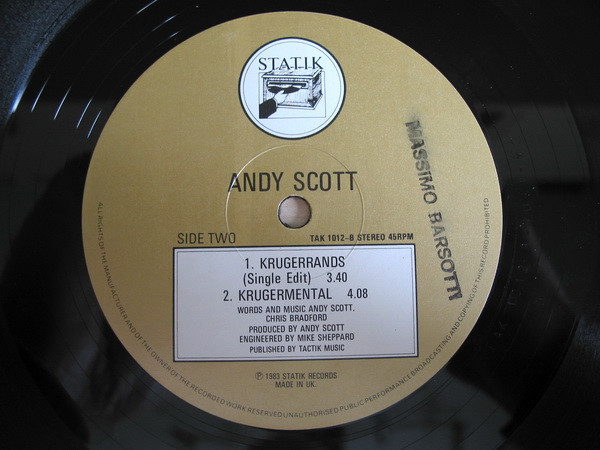 STATIK
ANDY SCOTT
MASSIMO BARSOTTI
SIDE TWO
TAK 1012-B STEREO 45RPM
1. KRUGERRANDS
(Single Edit) 3.40
2. KRUGERMENTAL 4.08
WORDS AND MUSIC ANDY SCOTT,
CHRIS BRADFORD
PRODUCED BY ANDY SCOTT
ENGINEERED BY MIKE SHEPPARD
PUBLISHED BY TACTIK MUSIC
℗ 1983 STATIK RECORDS
MADE IN UK.
ALL RIGHTS OF THE MANUFACTURER AND OF THE OWNER OF THE RECORDED WORK RESERVED UNAUTHORISED PUBLIC PERFORMANCE BROADCASTING AND COPYING OF THIS RECORD PROHIBITED